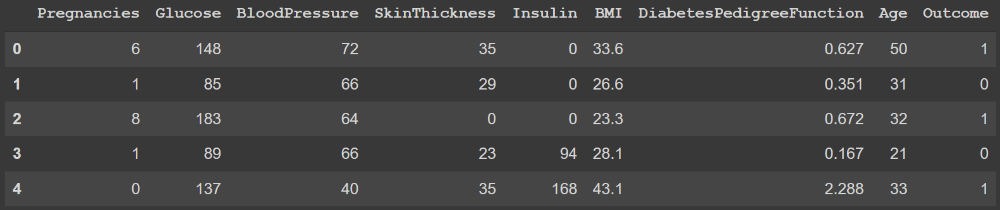 Pregnancies Glucose BloodPressure SkinThickness Insulin BMI DiabetesPedigreeFunction Age Outcome
0 6 148 72 35 0 33.6 0.627 50 1
1 1 85 66 29 0 26.6 0.351 31 0
2 8 183 64 0 0 23.3 0.672 32 1
3 1 89 66 23 94 28.1 0.167 21 0
4 0 137 40 35 168 43.1 2.288 33 1